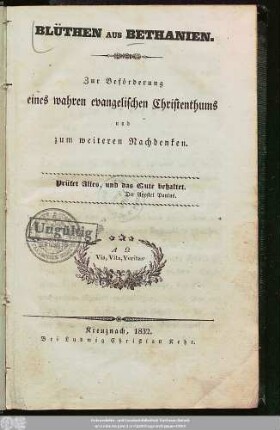 BLÜTHEN AUS BETHANIEN.
Zur Beförderung
eines wahren evangelischen Christenthums
und
zum weiteren Nachdenken.
Prüfet Alles, und das Gute behaltet.
Der Apostel Paulus.
Ungültig
A Ω
Via, Vita, Veritas
Kreuznach, 1832.
Bei Ludwig Christian Kehr.